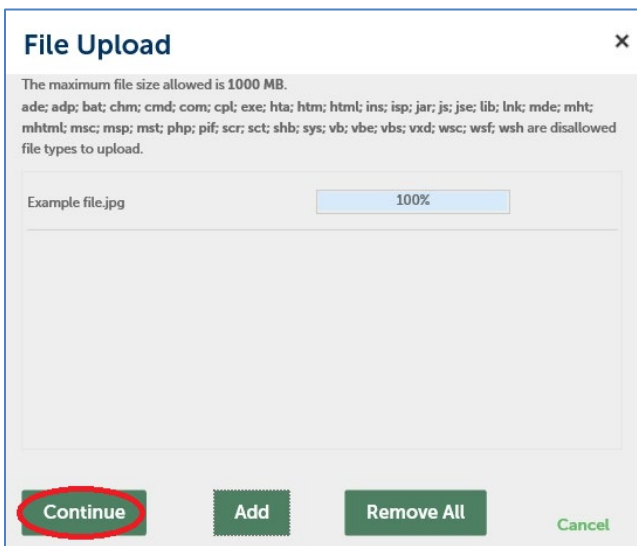 File Upload
×
The maximum file size allowed is 1000 MB.
ade; adp; bat; chm; cmd; com; cpl; exe; hta; htm; html; ins; isp; jar; js; jse; lib; lnk; mde; mht;
mhtml; msc; msp; mst; php; pif; scr; sct; shb; sys; vb; vbe; vbs; vxd; wsc; wsf; wsh are disallowed
file types to upload.
Example file.jpg 100%
Continue Add Remove All Cancel